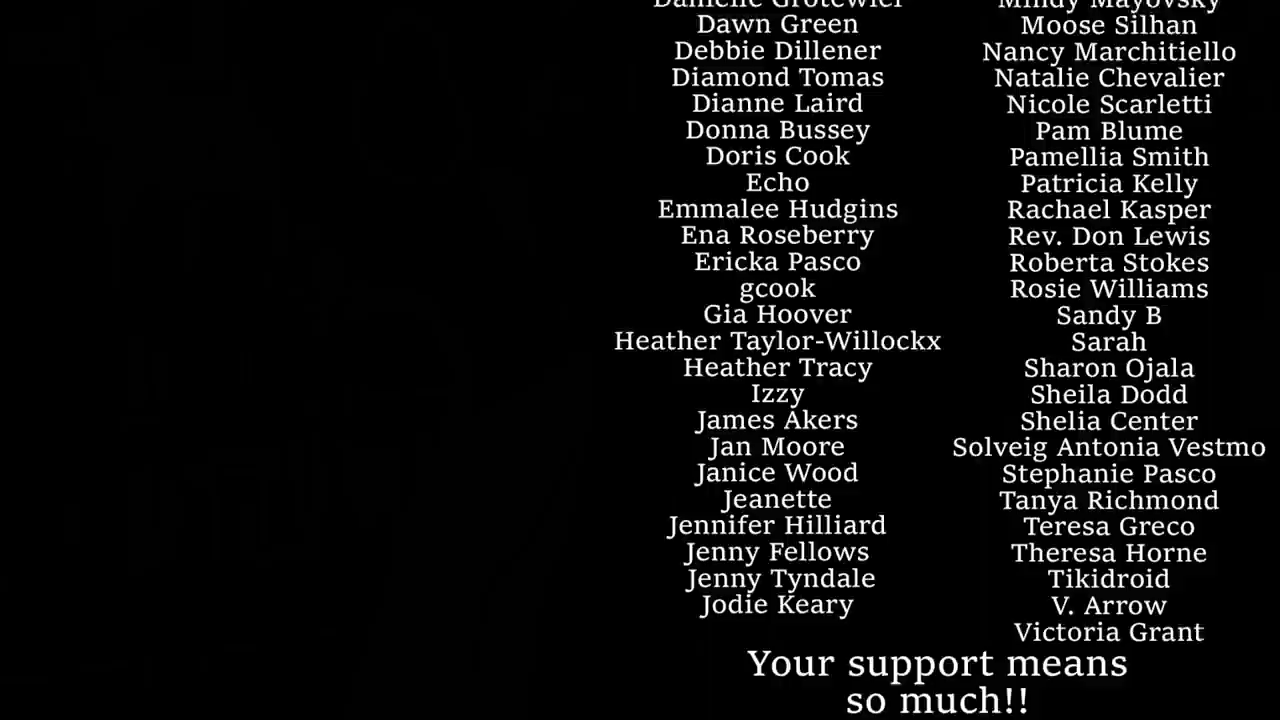 Danielle Grotewiel
Dawn Green
Debbie Dillener
Diamond Tomas
Dianne Laird
Donna Bussey
Doris Cook
Echo
Emmalee Hudgins
Ena Roseberry
Ericka Pasco
gcook
Gia Hoover
Heather Taylor-Willockx
Heather Tracy
Izzy
James Akers
Jan Moore
Janice Wood
Jeanette
Jennifer Hilliard
Jenny Fellows
Jenny Tyndale
Jodie Keary
Mindy Mayovsky
Moose Silhan
Nancy Marchitiello
Natalie Chevalier
Nicole Scarletti
Pam Blume
Pamellia Smith
Patricia Kelly
Rachael Kasper
Rev. Don Lewis
Roberta Stokes
Rosie Williams
Sandy B
Sarah
Sharon Ojala
Sheila Dodd
Shelia Center
Solveig Antonia Vestmo
Stephanie Pasco
Tanya Richmond
Teresa Greco
Theresa Horne
Tikidroid
V. Arrow
Victoria Grant
Your support means
so much!!